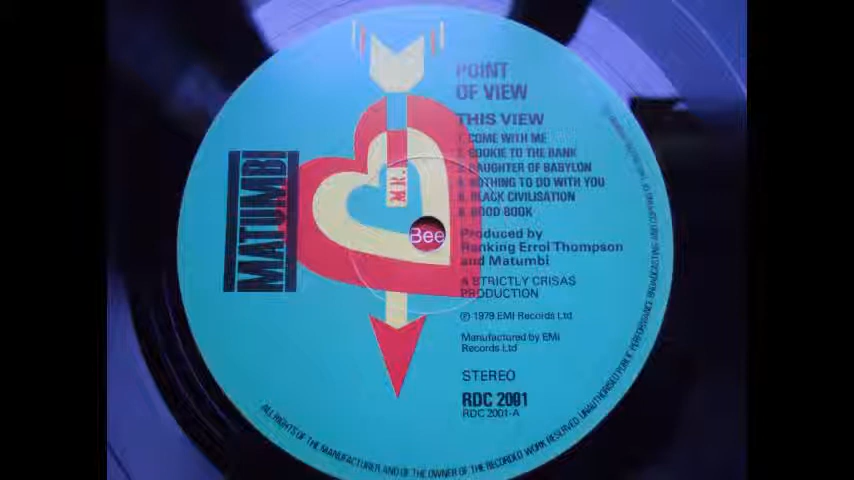 POINT
OF VIEW
THIS VIEW
1. COME WITH ME
2. COOKIE TO THE BANK
3. DAUGHTER OF BABYLON
4. NOTHING TO DO WITH YOU
5. BLACK CIVILISATION
6. GOOD BOOK
MATUMBI
MR.
Bee
Produced by
Ranking Errol Thompson
and Matumbi
A STRICTLY CRISAS
PRODUCTION
℗ 1979 EMI Records Ltd
Manufactured by EMI
Records Ltd
STEREO
RDC 2001
RDC 2001-A
ALL RIGHTS OF THE MANUFACTURER AND OF THE OWNER OF THE RECORDED WORK RESERVED. UNAUTHORISED PUBLIC PERFORMANCE BROADCASTING AND COPYING OF